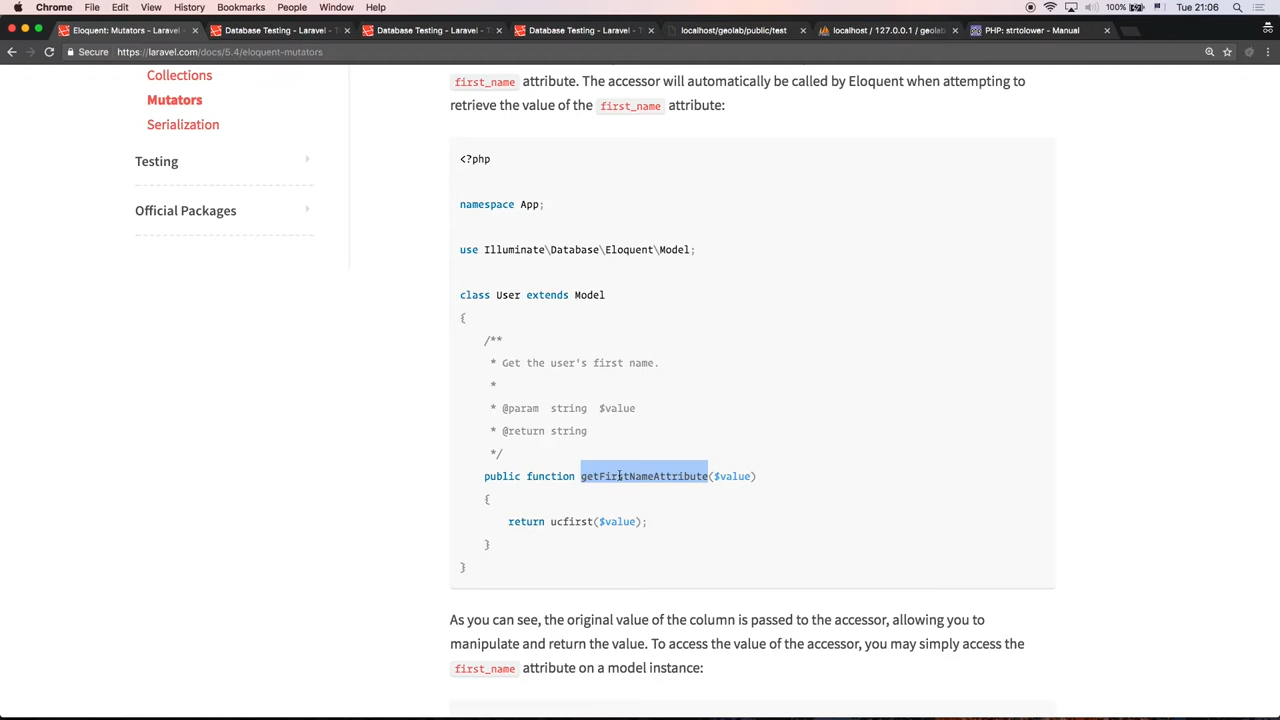 Chrome File Edit View History Bookmarks People Window Help 100% Tue 21:06
Eloquent: Mutators - Laravel - Database Testing - Laravel - T Database Testing - Laravel - T Database Testing - Laravel - T localhost/geolab/public/test localhost / 127.0.0.1 / geolab PHP: strtolower - Manual
Secure https://laravel.com/docs/5.4/eloquent-mutators
Collections
Mutators
Serialization
Testing
Official Packages
first_name attribute. The accessor will automatically be called by Eloquent when attempting to
retrieve the value of the first_name attribute:
<?php
namespace App;
use Illuminate\Database\Eloquent\Model;
class User extends Model
{
/**
* Get the user's first name.
*
* @param string $value
* @return string
*/
public function getFirstNameAttribute($value)
{
return ucfirst($value);
}
}
As you can see, the original value of the column is passed to the accessor, allowing you to
manipulate and return the value. To access the value of the accessor, you may simply access the
first_name attribute on a model instance: